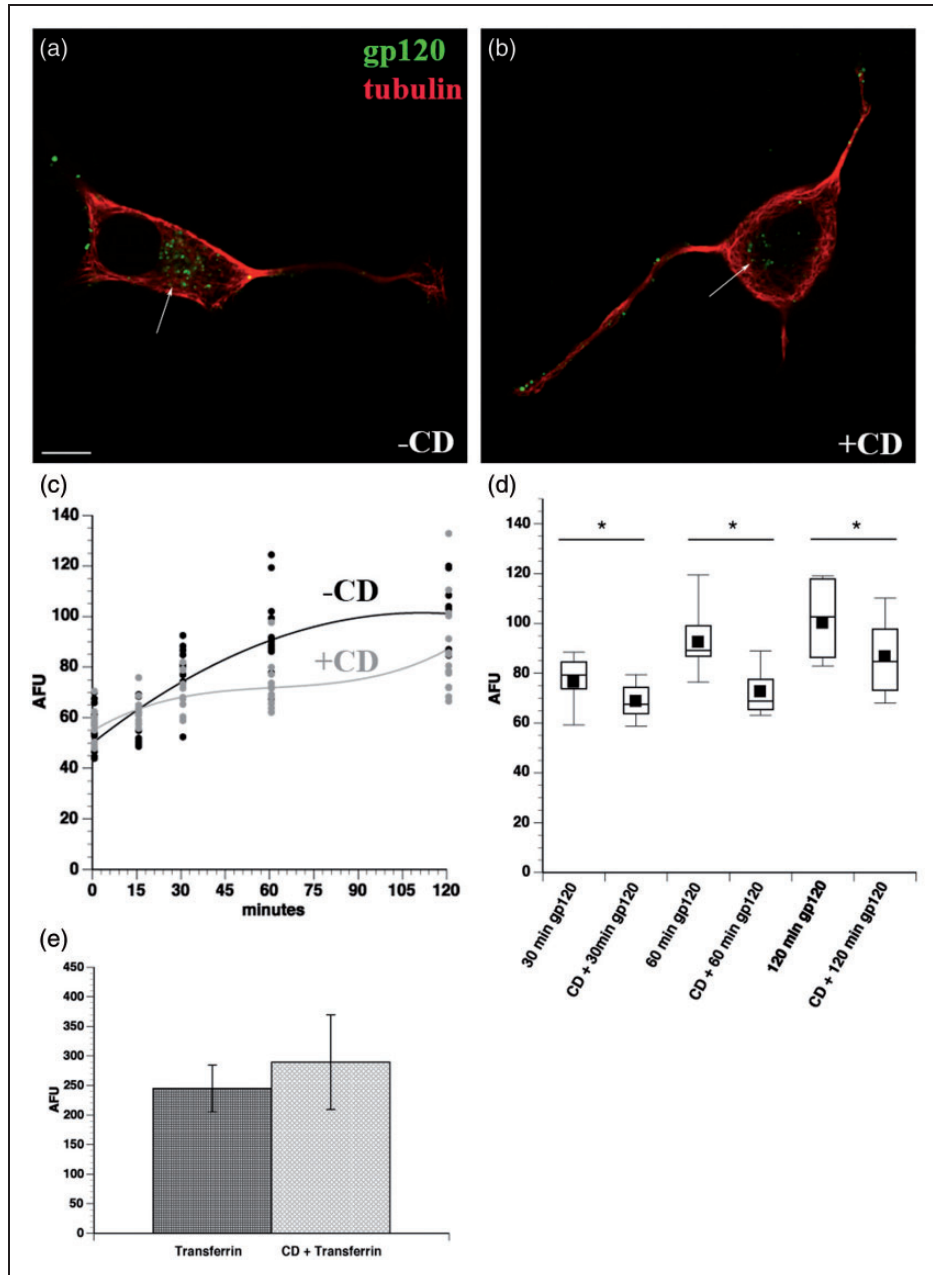 (a)
gp120
tubulin
-CD
(b)
+CD
(c)
140
120
100
80
60
40
20
0
AFU
-CD
+CD
0 15 30 45 60 75 90 105 120
minutes
(d)
140
120
100
80
60
40
20
0
AFU
* * *
30 min gp120
CD + 30min gp120
60 min gp120
CD + 60 min gp120
120 min gp120
CD + 120 min gp120
(e)
450
400
350
300
250
200
150
100
50
0
AFU
Transferrin CD + Transferrin